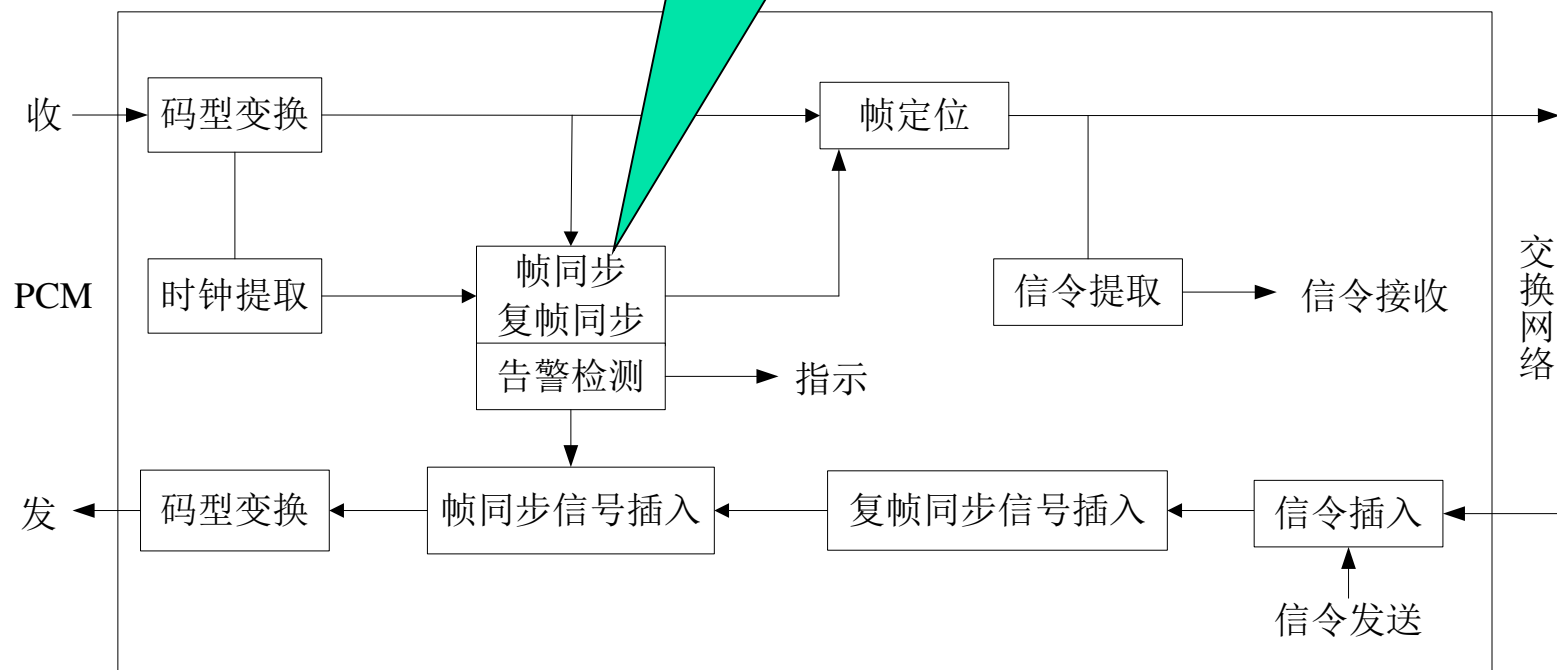 收
码型变换
帧定位
PCM
时钟提取
帧同步
复帧同步
信令提取
信令接收
交换网络
告警检测
指示
发
码型变换
帧同步信号插入
复帧同步信号插入
信令插入
信令发送